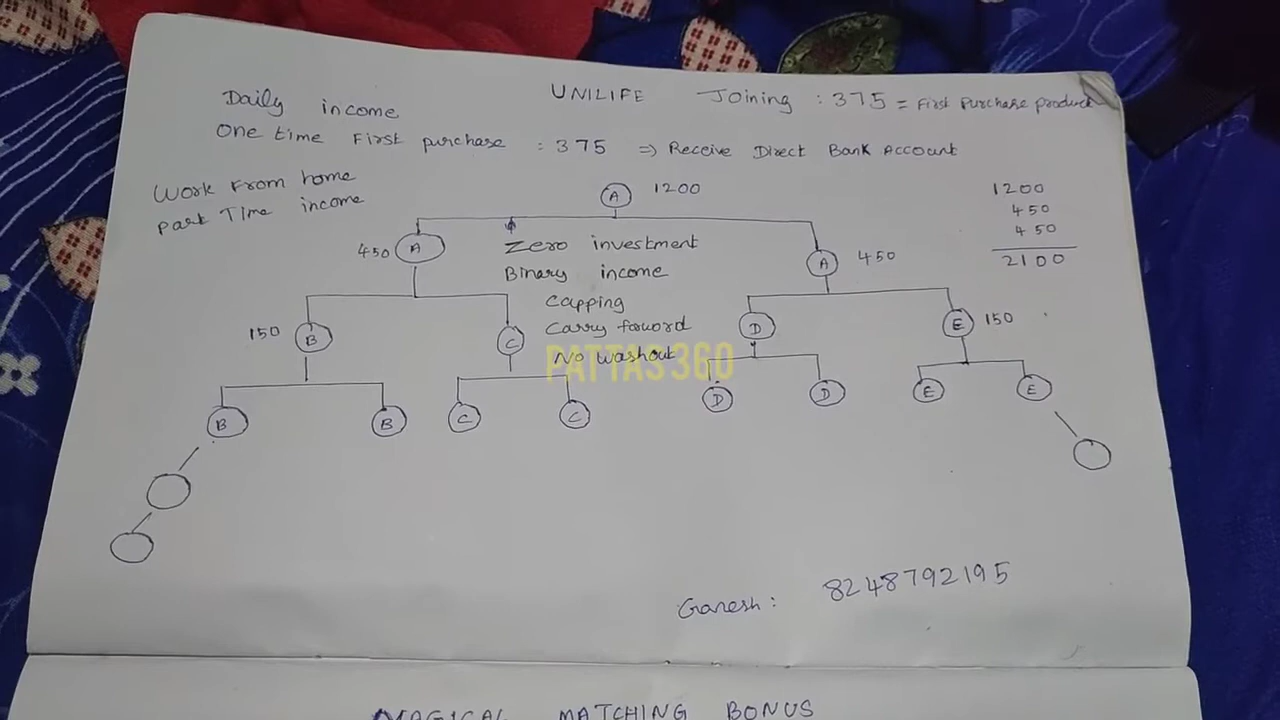 UNILIFE Joining : 375 = First Purchase product
Daily income
One time First purchase : 375 => Receive Direct Bank Account
Work From home
Part Time income
A 1200
1200
450
450
2100
450 A
A 450
Zero investment
Binary income
Capping
Carry forword
No washout
PATTAS360
150 B
C
D
E 150
B B C C D D E E
Ganesh : 8248792195
MAGICAL MATCHING BONUS